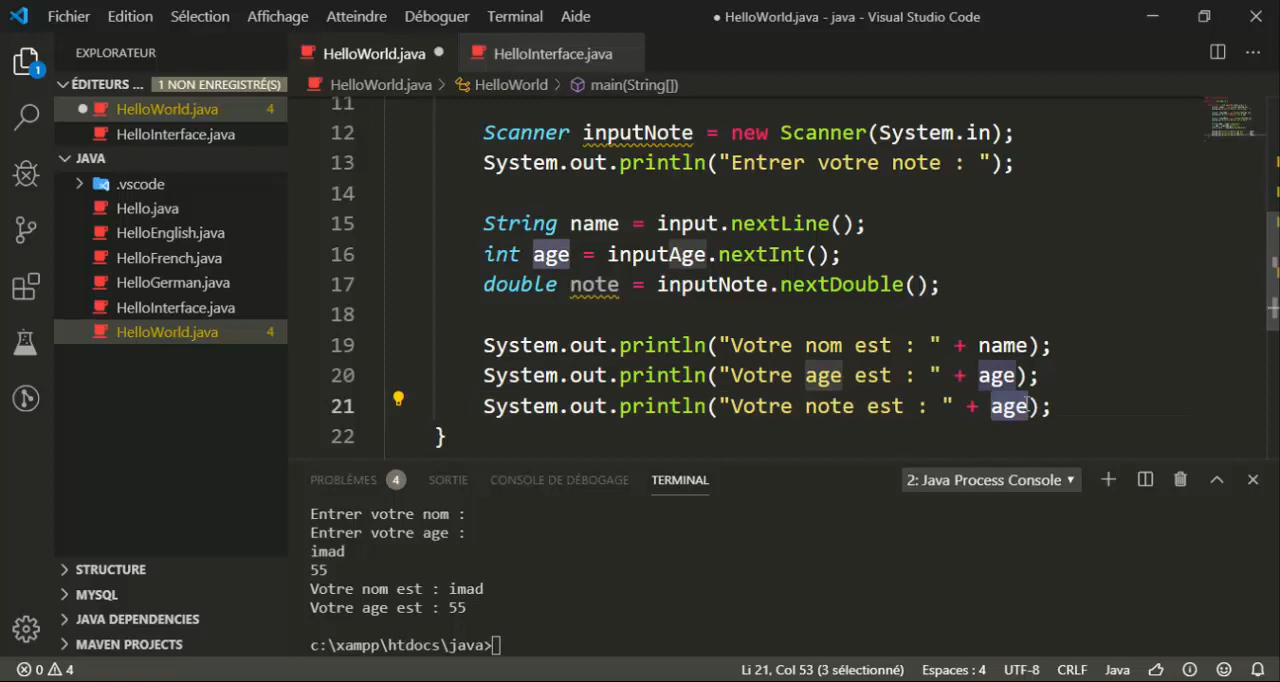 Fichier Edition Sélection Affichage Atteindre Déboguer Terminal Aide ● HelloWorld.java - java - Visual Studio Code
EXPLORATEUR
ÉDITEURS ... 1 NON ENREGISTRÉ(S)
HelloWorld.java 4
HelloInterface.java
JAVA
.vscode
Hello.java
HelloEnglish.java
HelloFrench.java
HelloGerman.java
HelloInterface.java
HelloWorld.java 4
STRUCTURE
MYSQL
JAVA DEPENDENCIES
MAVEN PROJECTS
1
HelloWorld.java ● HelloInterface.java
HelloWorld.java > HelloWorld > main(String[])
11
12 Scanner inputNote = new Scanner(System.in);
13 System.out.println("Entrer votre note : ");
14
15 String name = input.nextLine();
16 int age = inputAge.nextInt();
17 double note = inputNote.nextDouble();
18
19 System.out.println("Votre nom est : " + name);
20 System.out.println("Votre age est : " + age);
21 System.out.println("Votre note est : " + age);
22 }
PROBLÈMES 4 SORTIE CONSOLE DE DÉBOGAGE TERMINAL 2: Java Process Console
Entrer votre nom :
Entrer votre age :
imad
55
Votre nom est : imad
Votre age est : 55
c:\xampp\htdocs\java>
0 4 Li 21, Col 53 (3 sélectionné) Espaces : 4 UTF-8 CRLF Java